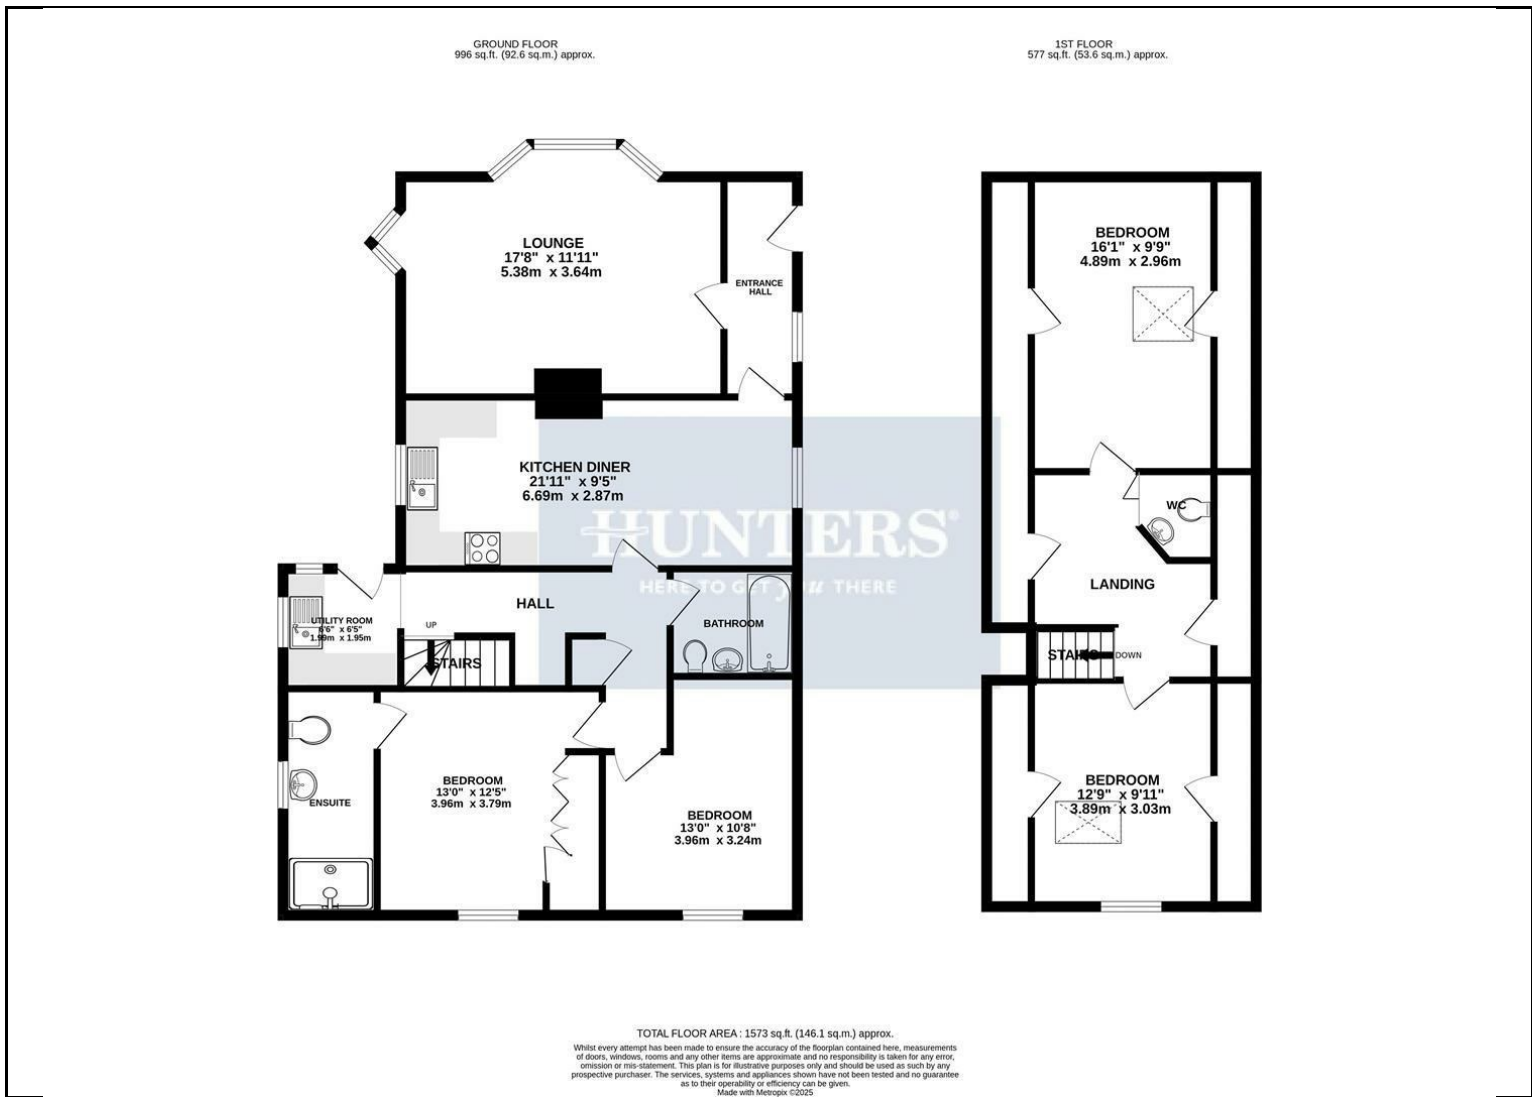 GROUND FLOOR
996 sq.ft. (92.6 sq.m.) approx.
1ST FLOOR
577 sq.ft. (53.6 sq.m.) approx.
LOUNGE
17'8" x 11'11"
5.38m x 3.64m
ENTRANCE
HALL
KITCHEN DINER
21'11" x 9'5"
6.69m x 2.87m
HALL
UTILITY ROOM
6'6" x 6'5"
1.99m x 1.95m
UP
STAIRS
BATHROOM
ENSUITE
BEDROOM
13'0" x 12'5"
3.96m x 3.79m
BEDROOM
13'0" x 10'8"
3.96m x 3.24m
BEDROOM
16'1" x 9'9"
4.89m x 2.96m
WC
LANDING
STAIRS
DOWN
BEDROOM
12'9" x 9'11"
3.89m x 3.03m
HUNTERS®
HERE TO GET you THERE
TOTAL FLOOR AREA : 1573 sq.ft. (146.1 sq.m.) approx.
Whilst every attempt has been made to ensure the accuracy of the floorplan contained here, measurements
of doors, windows, rooms and any other items are approximate and no responsibility is taken for any error,
omission or mis-statement. This plan is for illustrative purposes only and should be used as such by any
prospective purchaser. The services, systems and appliances shown have not been tested and no guarantee
as to their operability or efficiency can be given.
Made with Metropix ©2025